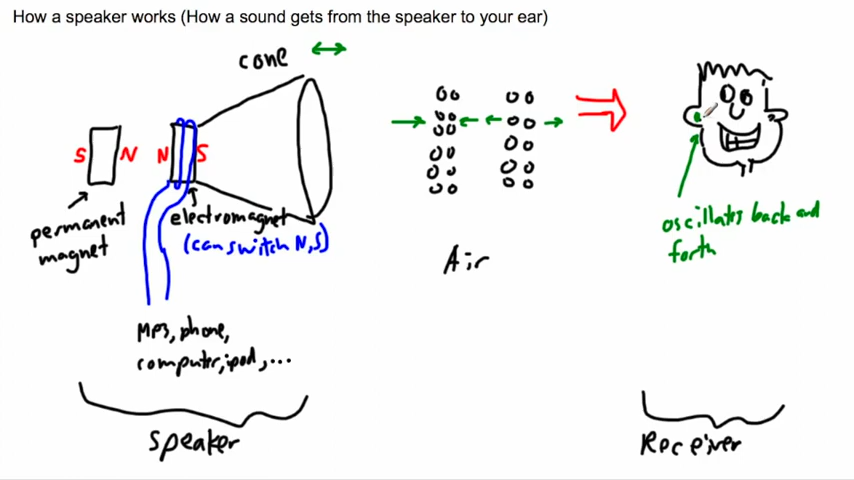 How a speaker works (How a sound gets from the speaker to your ear)
cone
S N N S
permanent
magnet
electromagnet
(can switch N,S)
MP3, phone,
computer, ipod, ...
Speaker
Air
oscillates back and
forth
Receiver